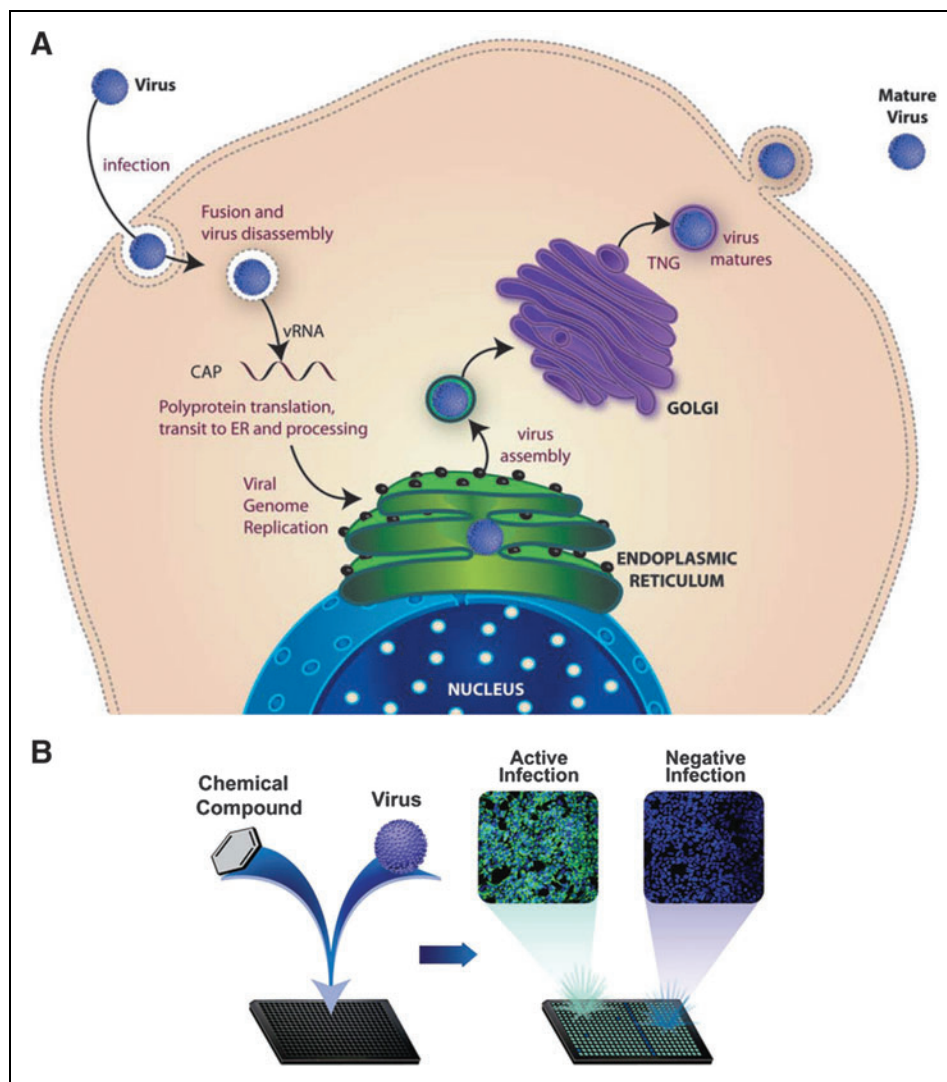 A
Virus
infection
Fusion and
virus disassembly
vRNA
CAP
Polyprotein translation,
transit to ER and processing
Viral
Genome
Replication
virus
assembly
ENDOPLASMIC
RETICULUM
NUCLEUS
GOLGI
TNG
virus
matures
Mature
Virus
B
Chemical
Compound
Virus
Active
Infection
Negative
Infection